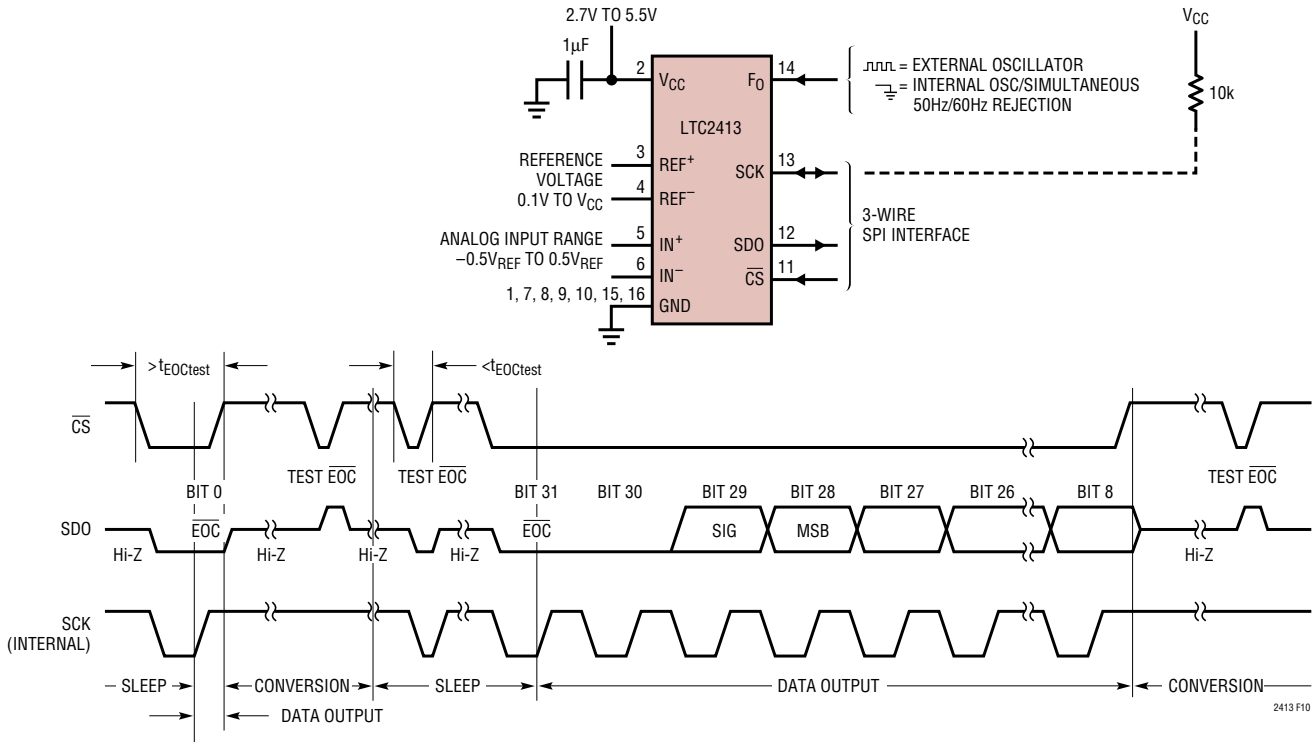 2.7V TO 5.5V
1µF
VCC
10k
2
VCC
3
REF+
4
REF−
5
IN+
6
IN−
1, 7, 8, 9, 10, 15, 16
GND
LTC2413
14
FO
13
SCK
12
SDO
11
CS
REFERENCE
VOLTAGE
0.1V TO VCC
ANALOG INPUT RANGE
−0.5VREF TO 0.5VREF
= EXTERNAL OSCILLATOR
= INTERNAL OSC/SIMULTANEOUS
50Hz/60Hz REJECTION
3-WIRE
SPI INTERFACE
>tEOCtest
<tEOCtest
CS
TEST EOC
TEST EOC
TEST EOC
BIT 0
BIT 31
BIT 30
BIT 29
BIT 28
BIT 27
BIT 26
BIT 8
SDO
EOC
EOC
SIG
MSB
Hi-Z
Hi-Z
Hi-Z
Hi-Z
Hi-Z
SCK
(INTERNAL)
SLEEP
CONVERSION
SLEEP
DATA OUTPUT
CONVERSION
DATA OUTPUT
2413 F10